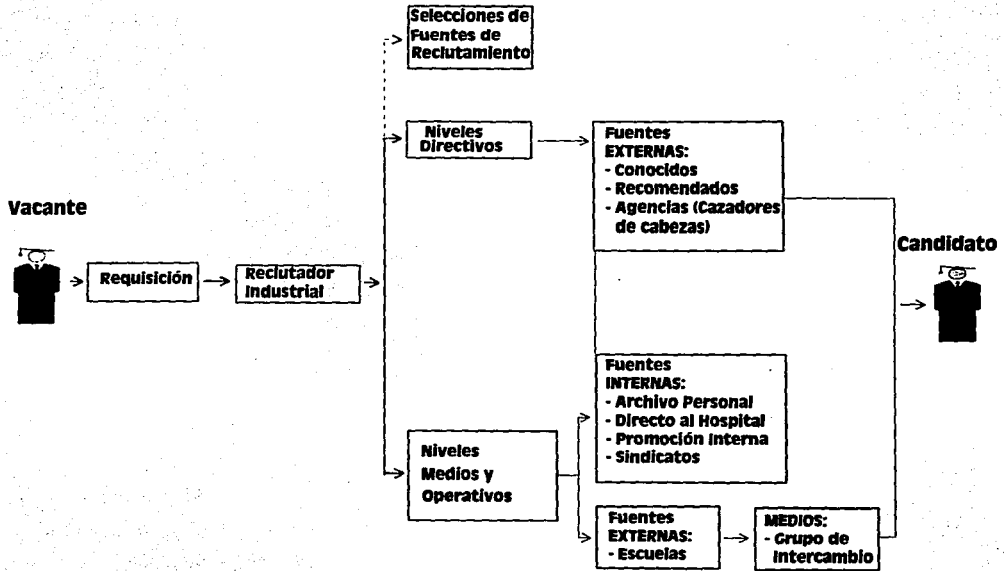 Vacante
Requisición
Reclutador
Industrial
Selecciones de
Fuentes de
Reclutamiento
Niveles
Directivos
Fuentes
EXTERNAS:
- Conocidos
- Recomendados
- Agencias (Cazadores
de cabezas)
Niveles
Medios y
Operativos
Fuentes
INTERNAS:
- Archivo Personal
- Directo al Hospital
- Promoción Interna
- Sindicatos
Fuentes
EXTERNAS:
- Escuelas
MEDIOS:
- Grupo de
Intercambio
Candidato